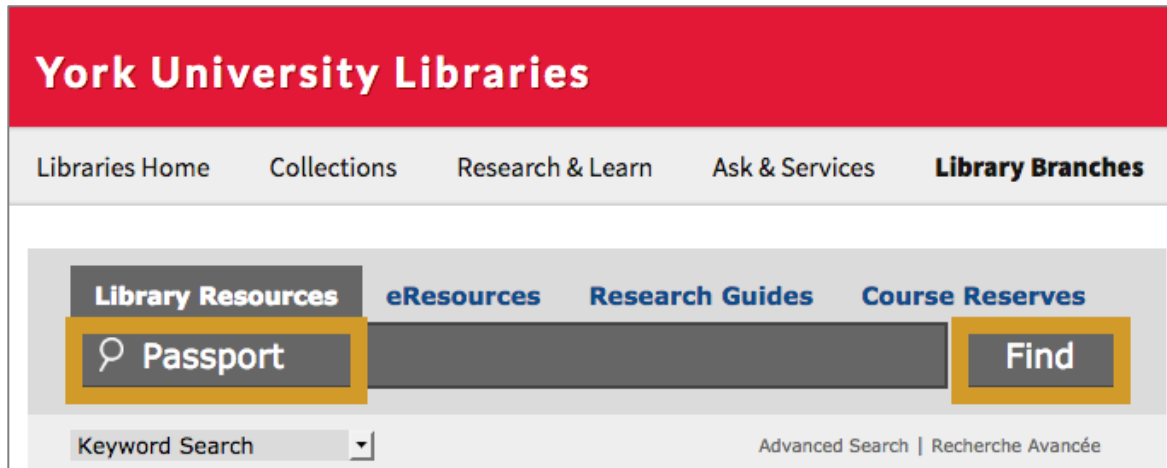 York University Libraries
Libraries Home Collections Research & Learn Ask & Services Library Branches
Library Resources eResources Research Guides Course Reserves
Passport Find
Keyword Search Advanced Search | Recherche Avancée